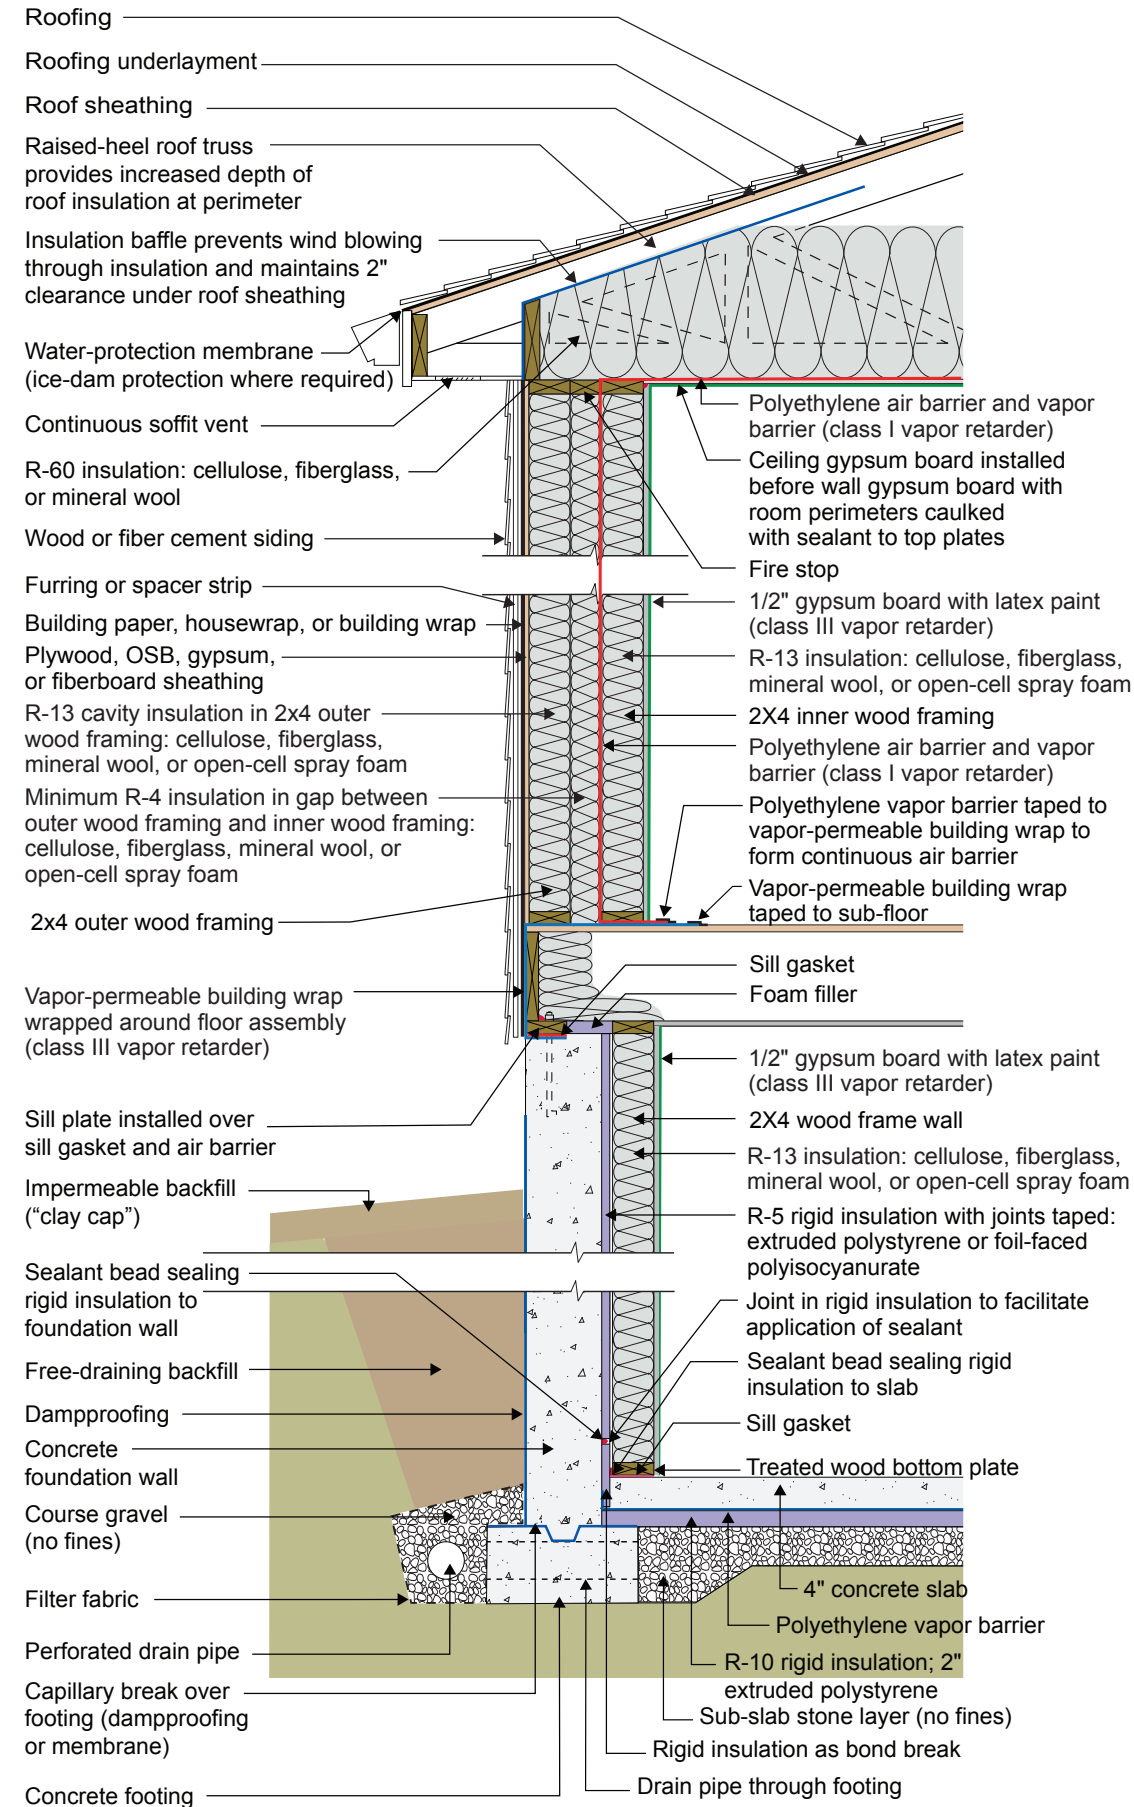 Roofing
Roofing underlayment
Roof sheathing
Raised-heel roof truss
provides increased depth of
roof insulation at perimeter
Insulation baffle prevents wind blowing
through insulation and maintains 2"
clearance under roof sheathing
Water-protection membrane
(ice-dam protection where required)
Continuous soffit vent
R-60 insulation: cellulose, fiberglass,
or mineral wool
Wood or fiber cement siding
Furring or spacer strip
Building paper, housewrap, or building wrap
Plywood, OSB, gypsum,
or fiberboard sheathing
R-13 cavity insulation in 2x4 outer
wood framing: cellulose, fiberglass,
mineral wool, or open-cell spray foam
Minimum R-4 insulation in gap between
outer wood framing and inner wood framing:
cellulose, fiberglass, mineral wool, or
open-cell spray foam
2x4 outer wood framing
Vapor-permeable building wrap
wrapped around floor assembly
(class III vapor retarder)
Sill plate installed over
sill gasket and air barrier
Impermeable backfill
(“clay cap”)
Sealant bead sealing
rigid insulation to
foundation wall
Free-draining backfill
Dampproofing
Concrete
foundation wall
Course gravel
(no fines)
Filter fabric
Perforated drain pipe
Capillary break over
footing (dampproofing
or membrane)
Concrete footing
Polyethylene air barrier and vapor
barrier (class I vapor retarder)
Ceiling gypsum board installed
before wall gypsum board with
room perimeters caulked
with sealant to top plates
Fire stop
1/2" gypsum board with latex paint
(class III vapor retarder)
R-13 insulation: cellulose, fiberglass,
mineral wool, or open-cell spray foam
2X4 inner wood framing
Polyethylene air barrier and vapor
barrier (class I vapor retarder)
Polyethylene vapor barrier taped to
vapor-permeable building wrap to
form continuous air barrier
Vapor-permeable building wrap
taped to sub-floor
Sill gasket
Foam filler
1/2" gypsum board with latex paint
(class III vapor retarder)
2X4 wood frame wall
R-13 insulation: cellulose, fiberglass,
mineral wool, or open-cell spray foam
R-5 rigid insulation with joints taped:
extruded polystyrene or foil-faced
polyisocyanurate
Joint in rigid insulation to facilitate
application of sealant
Sealant bead sealing rigid
insulation to slab
Sill gasket
Treated wood bottom plate
4" concrete slab
Polyethylene vapor barrier
R-10 rigid insulation; 2"
extruded polystyrene
Sub-slab stone layer (no fines)
Rigid insulation as bond break
Drain pipe through footing